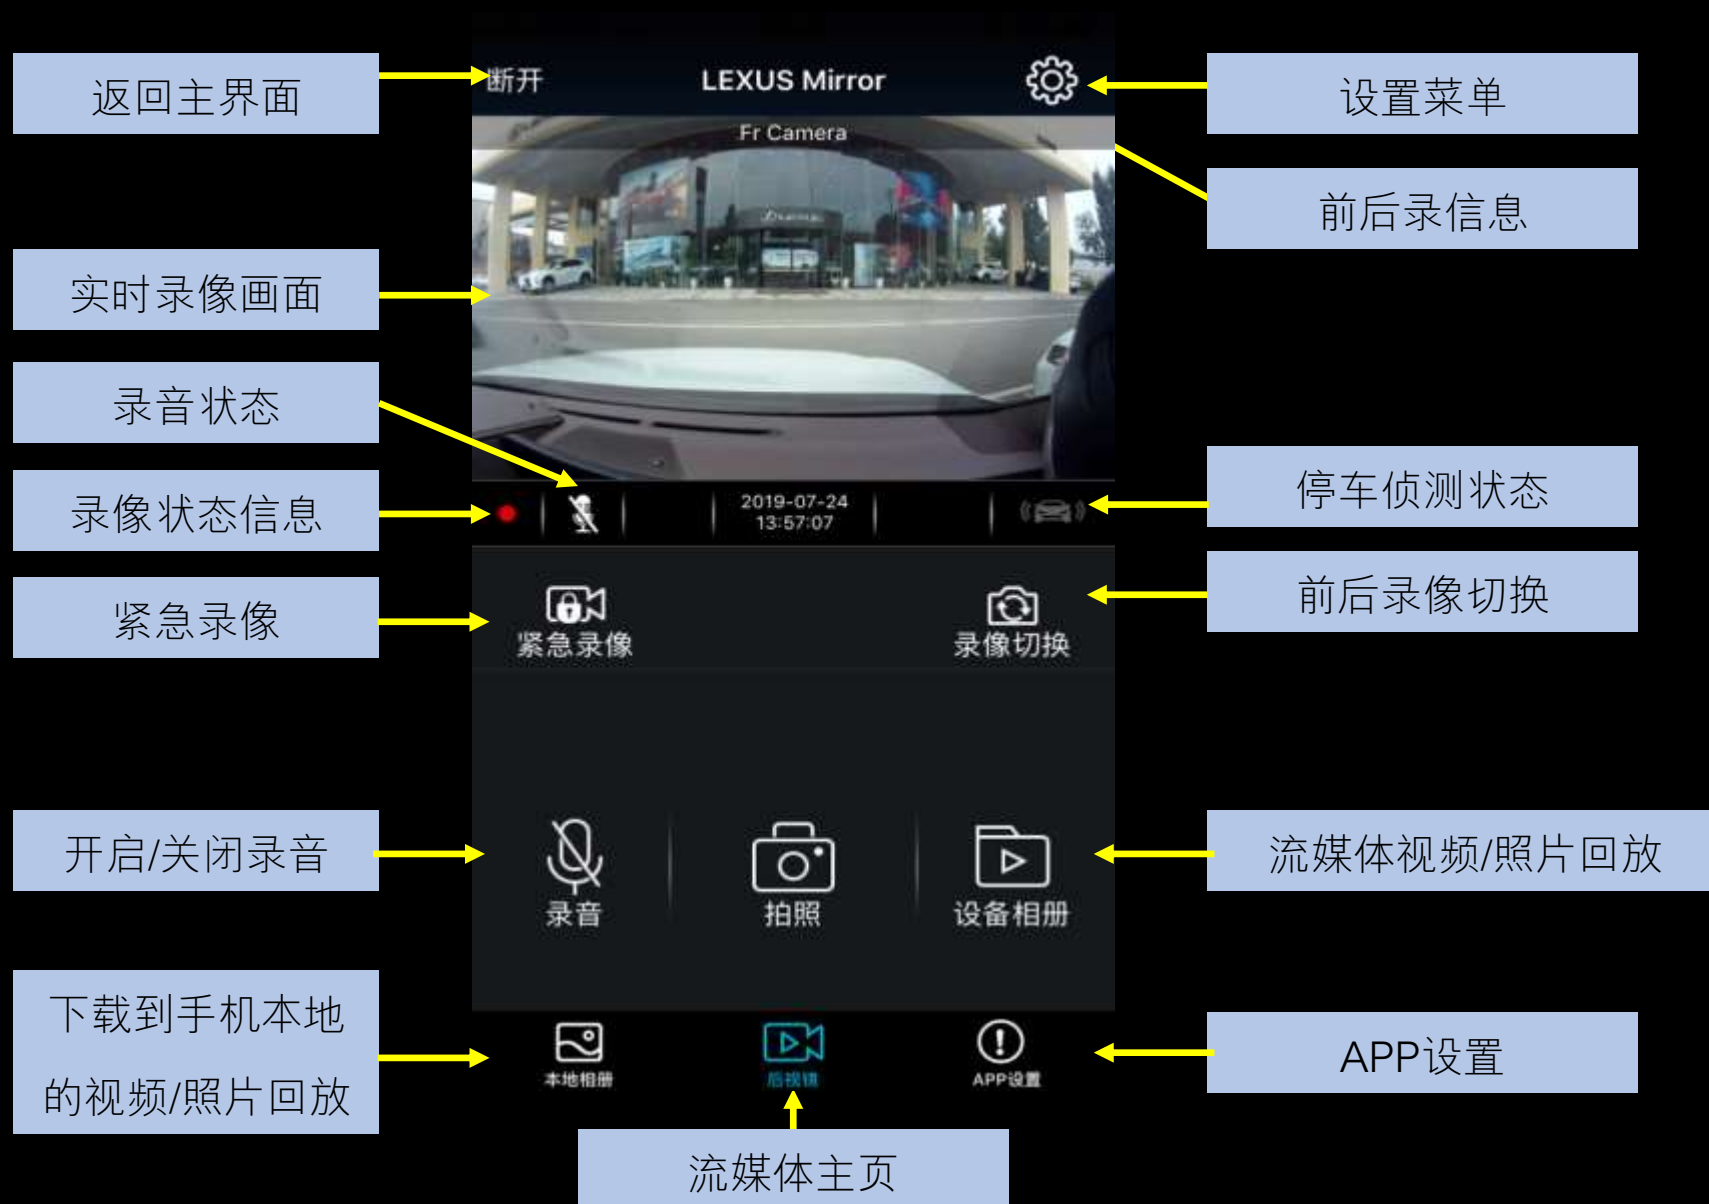 返回主界面
断开
LEXUS Mirror
设置菜单
Fr Camera
前后录信息
实时录像画面
录音状态
录像状态信息
2019-07-24
13:57:07
停车侦测状态
紧急录像
紧急录像
录像切换
前后录像切换
开启/关闭录音
录音
拍照
设备相册
流媒体视频/照片回放
下载到手机本地
的视频/照片回放
本地相册
后视镜
APP设置
APP设置
流媒体主页